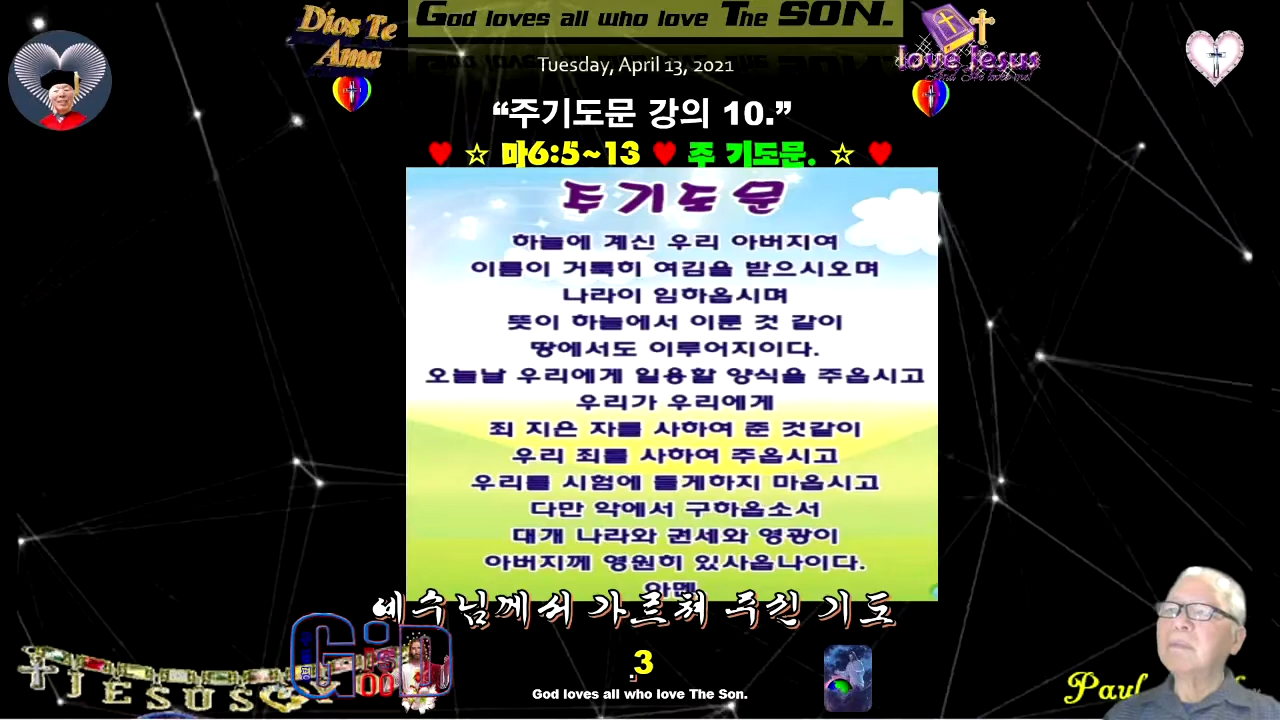 God loves all who love The SON.
Dios Te Ama
love Jesus
And He loves me!
Tuesday, April 13, 2021
“주기도문 강의 10.”
♥ ☆ 마6:5~13 ♥ 주 기도문. ☆ ♥
주기도문
하늘에 계신 우리 아버지여
이름이 거룩히 여김을 받으시오며
나라이 임하옵시며
뜻이 하늘에서 이룬 것 같이
땅에서도 이루어지이다.
오늘날 우리에게 일용할 양식을 주옵시고
우리가 우리에게
죄 지은 자를 사하여 준 것같이
우리 죄를 사하여 주옵시고
우리를 시험에 들게하지 마옵시고
다만 악에서 구하옵소서
대개 나라와 권세와 영광이
아버지께 영원히 있사옵나이다.
아멘
예수님께서 가르쳐 주신 기도
GOD is
JESUS
3
God loves all who love The Son.
Paul